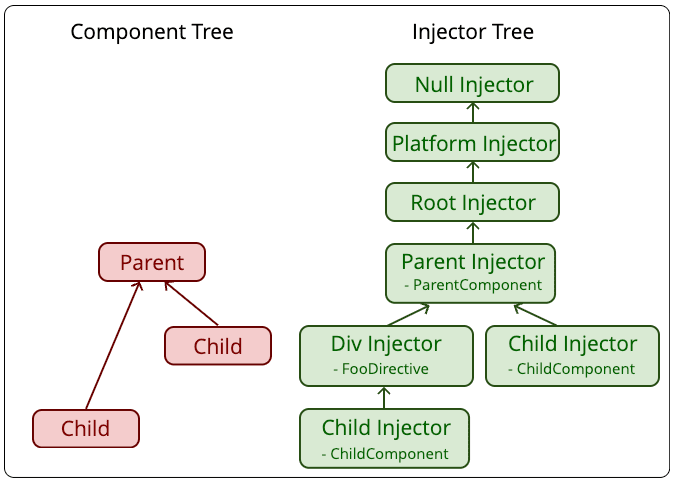 Component Tree
Injector Tree
Null Injector
Platform Injector
Root Injector
Parent
Parent Injector
- ParentComponent
Child
Div Injector
- FooDirective
Child Injector
- ChildComponent
Child
Child Injector
- ChildComponent